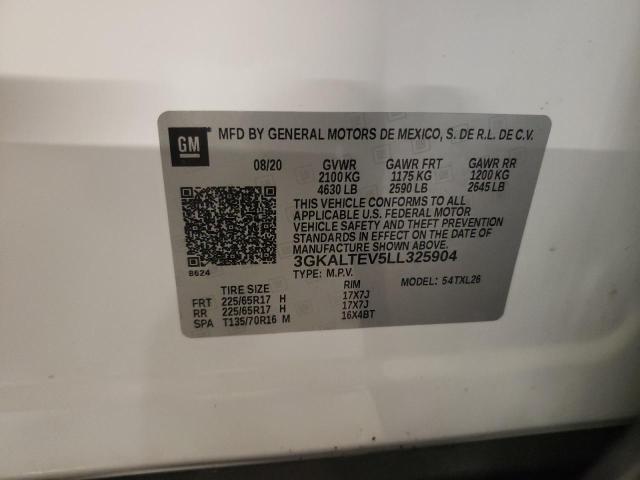 GM
MFD BY GENERAL MOTORS DE MEXICO, S. DE R.L. DE C.V.
08/20 GVWR GAWR FRT GAWR RR
2100 KG 1175 KG 1200 KG
4630 LB 2590 LB 2645 LB
THIS VEHICLE CONFORMS TO ALL
APPLICABLE U.S. FEDERAL MOTOR
VEHICLE SAFETY AND THEFT PREVENTION
STANDARDS IN EFFECT ON THE DATE OF
MANUFACTURE SHOWN ABOVE.
3GKALTEV5LL325904
B624
TYPE: M.P.V. MODEL: 54TXL26
TIRE SIZE RIM
FRT 225/65R17 H 17X7J
RR 225/65R17 H 17X7J
SPA T135/70R16 M 16X4BT